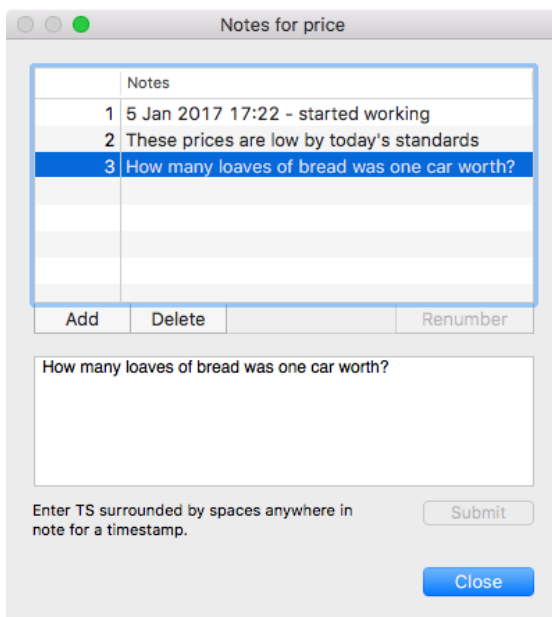 Notes for price
Notes
1 5 Jan 2017 17:22 - started working
2 These prices are low by today's standards
3 How many loaves of bread was one car worth?
Add Delete Renumber
How many loaves of bread was one car worth?
Enter TS surrounded by spaces anywhere in
note for a timestamp.
Submit
Close